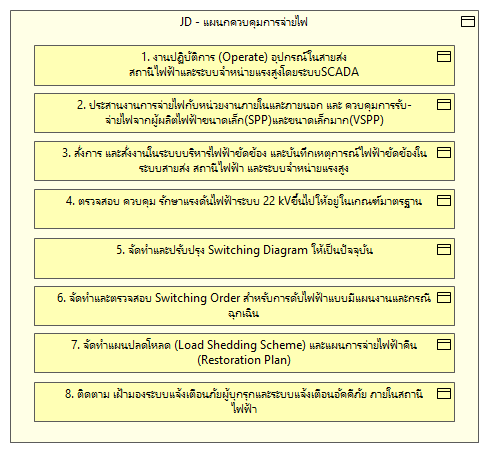 JD - แผนกควบคุมการจ่ายไฟ
1. งานปฏิบัติการ (Operate) อุปกรณ์ในสายส่ง
สถานีไฟฟ้าและระบบจำหน่ายแรงสูงโดยระบบSCADA
2. ประสานงานการจ่ายไฟกับหน่วยงานภายในและภายนอก และ ควบคุมการรับ-
จ่ายไฟจากผู้ผลิตไฟฟ้าขนาดเล็ก(SPP)และขนาดเล็กมาก(VSPP)
3. สั่งการ และสั่งงานในระบบบริหารไฟฟ้าขัดข้อง และบันทึกเหตุการณ์ไฟฟ้าขัดข้องใน
ระบบสายส่ง สถานีไฟฟ้า และระบบจำหน่ายแรงสูง
4. ตรวจสอบ ควบคุม รักษาแรงดันไฟฟ้าระบบ 22 kVขึ้นไปให้อยู่ในเกณฑ์มาตรฐาน
5. จัดทำและปรับปรุง Switching Diagram ให้เป็นปัจจุบัน
6. จัดทำและตรวจสอบ Switching Order สำหรับการดับไฟฟ้าแบบมีแผนงานและกรณี
ฉุกเฉิน
7. จัดทำแผนปลดโหลด (Load Shedding Scheme) และแผนการจ่ายไฟฟ้าคืน
(Restoration Plan)
8. ติดตาม เฝ้ามองระบบแจ้งเตือนภัยผู้บุกรุกและระบบแจ้งเตือนอัคคีภัย ภายในสถานี
ไฟฟ้า